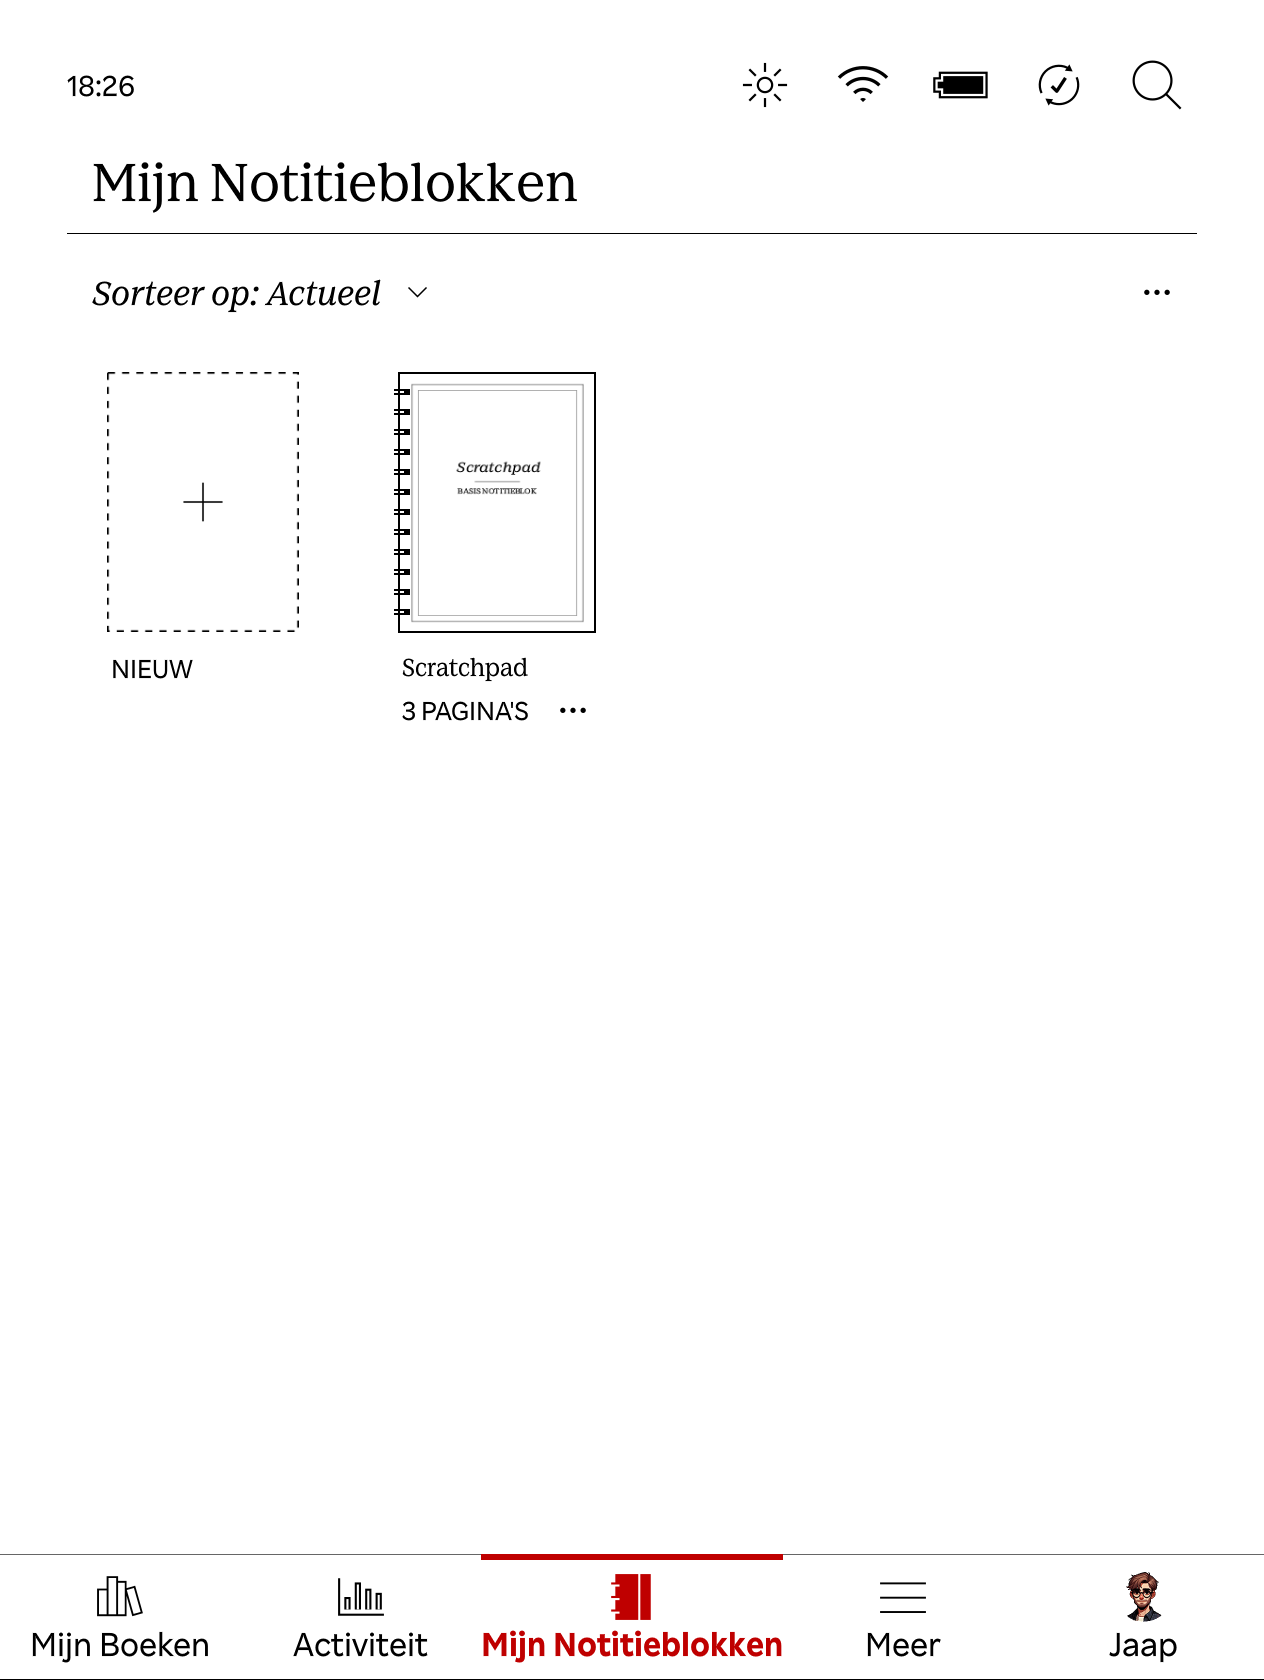 18:26
Mijn Notitieblokken
Sorteer op: Actueel
Scratchpad
BASIS NOTITIEBLOK
NIEUW
Scratchpad
3 PAGINA'S
Mijn Boeken
Activiteit
Mijn Notitieblokken
Meer
Jaap